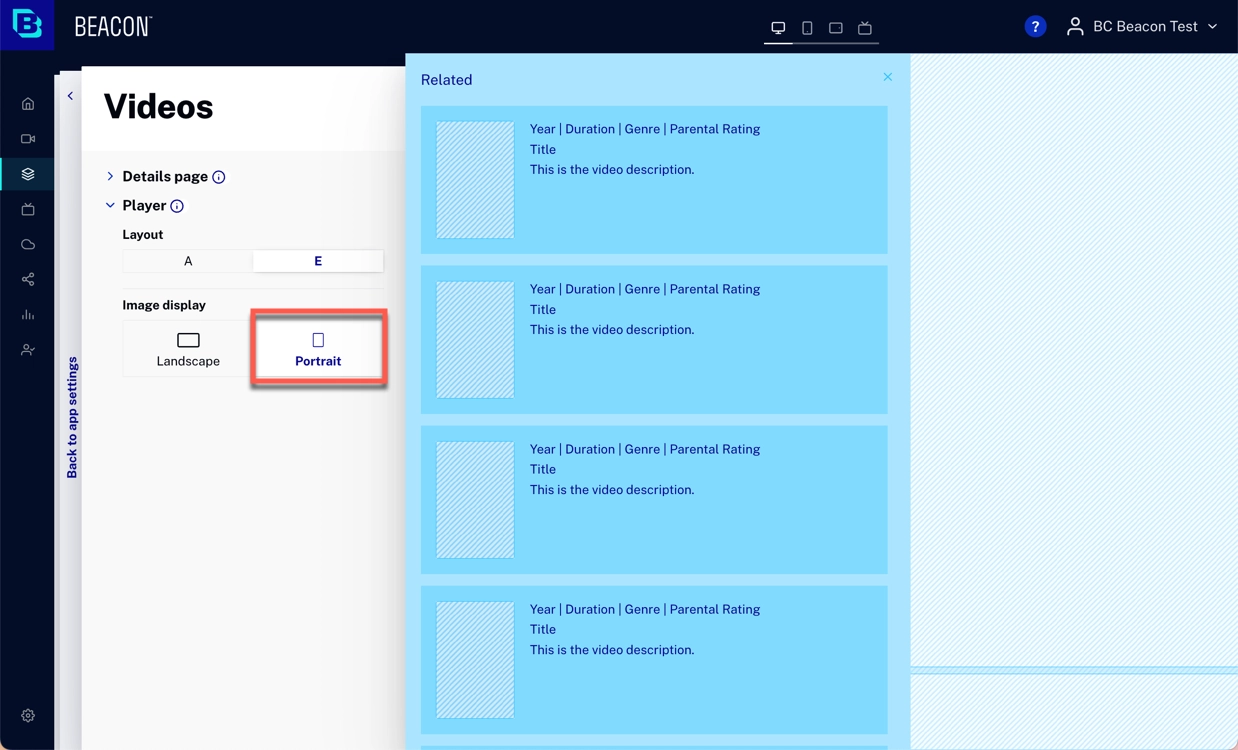 B
BEACON™
?
BC Beacon Test
Videos
Details page
Player
Layout
A
E
Image display
Landscape
Portrait
Back to app settings
Related
Year | Duration | Genre | Parental Rating
Title
This is the video description.
Year | Duration | Genre | Parental Rating
Title
This is the video description.
Year | Duration | Genre | Parental Rating
Title
This is the video description.
Year | Duration | Genre | Parental Rating
Title
This is the video description.